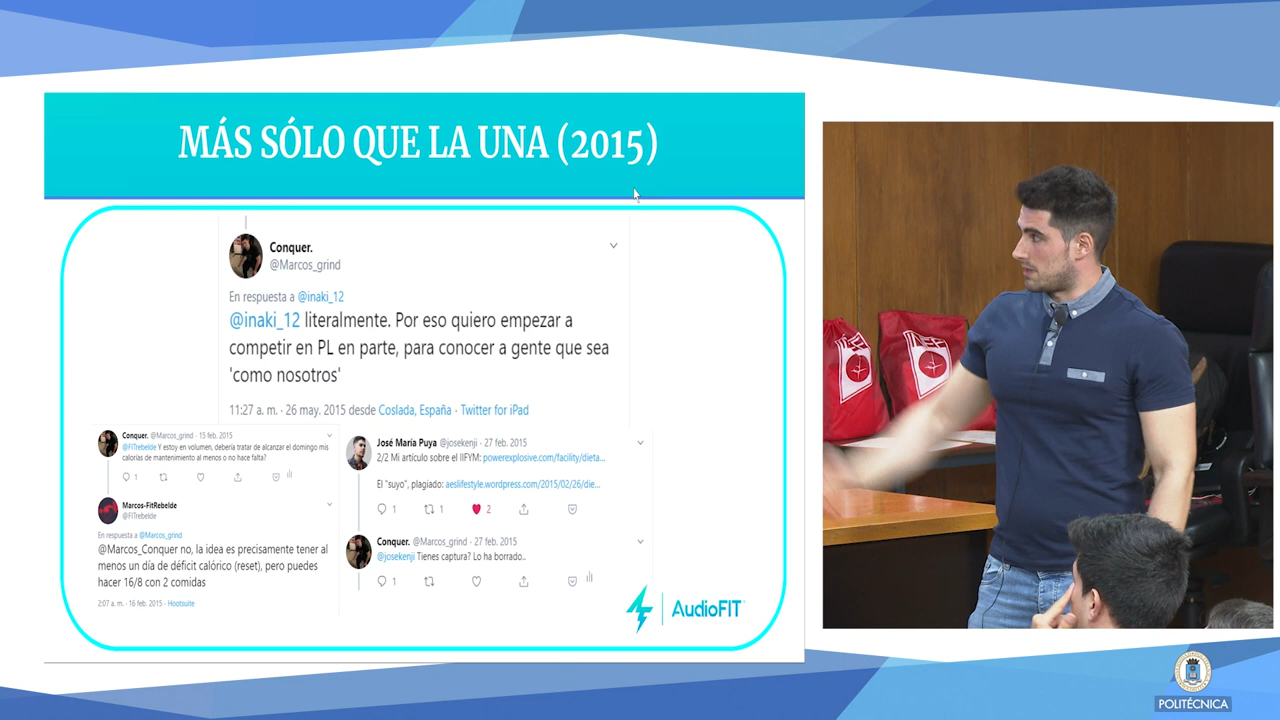 MÁS SÓLO QUE LA UNA (2015)
Conquer.
@Marcos_grind
En respuesta a @inaki_12
@inaki_12 literalmente. Por eso quiero empezar a
competir en PL en parte, para conocer a gente que sea
'como nosotros'
11:27 a. m. · 26 may. 2015 desde Coslada, España · Twitter for iPad
Conquer. @Marcos_grind · 15 feb. 2015
@FITrebelde Y estoy en volumen, debería tratar de alcanzar el domingo mis
calorías de mantenimiento al menos o no hace falta?
1
Marcos-FitRebelde
@FITrebelde
En respuesta a @Marcos_grind
@Marcos_Conquer no, la idea es precisamente tener al
menos un día de déficit calórico (reset), pero puedes
hacer 16/8 con 2 comidas
2:07 a. m. · 16 feb. 2015 · Hootsuite
José María Puya @josekenji · 27 feb. 2015
2/2 Mi artículo sobre el IIFYM: powerexplosive.com/facility/dieta...
El "suyo", plagiado: aeslifestyle.wordpress.com/2015/02/26/die...
1 1 2
Conquer. @Marcos_grind · 27 feb. 2015
@josekenji Tienes captura? Lo ha borrado..
1
AudioFIT
INEF
POLITÉCNICA